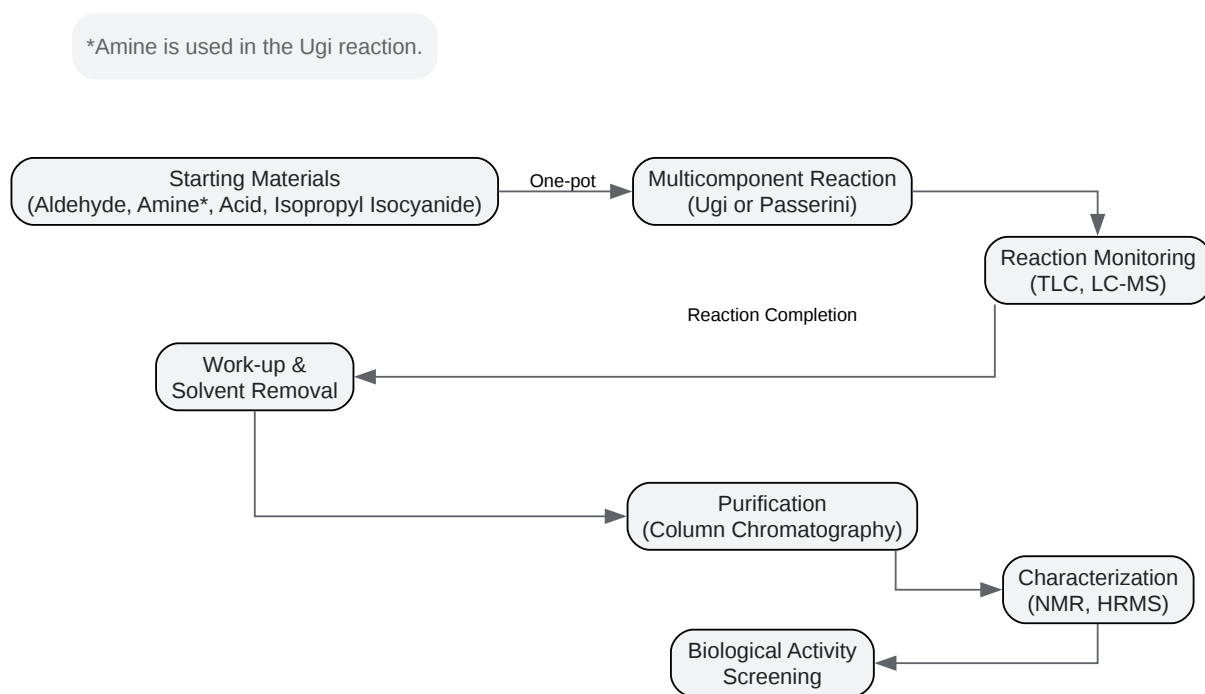 *Amine is used in the Ugi reaction.
Starting Materials
(Aldehyde, Amine*, Acid, Isopropyl Isocyanide)
One-pot
Multicomponent Reaction
(Ugi or Passerini)
Reaction Monitoring
(TLC, LC-MS)
Reaction Completion
Work-up &
Solvent Removal
Purification
(Column Chromatography)
Characterization
(NMR, HRMS)
Biological Activity
Screening